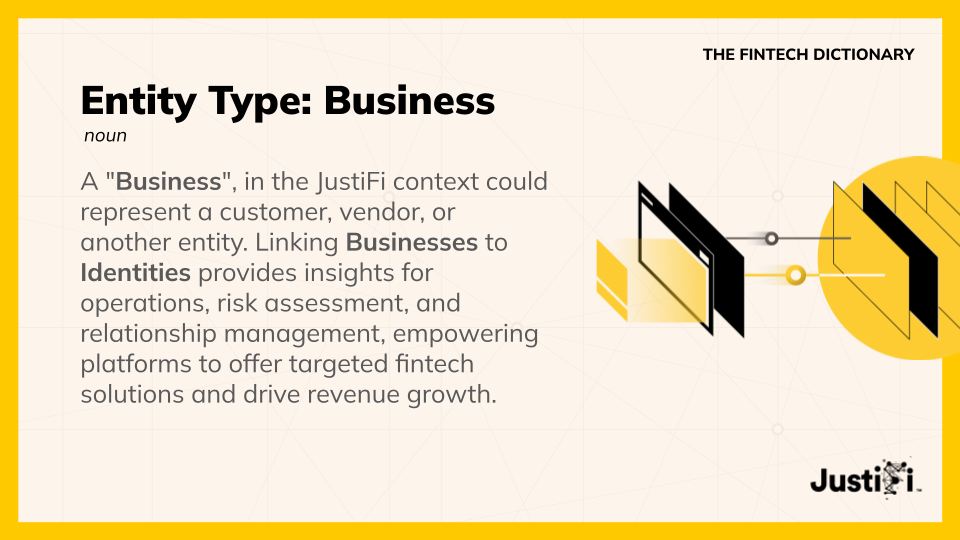 THE FINTECH DICTIONARY
Entity Type: Business
noun
A "Business", in the JustiFi context could
represent a customer, vendor, or
another entity. Linking Businesses to
Identities provides insights for
operations, risk assessment, and
relationship management, empowering
platforms to offer targeted fintech
solutions and drive revenue growth.
JustiFi™